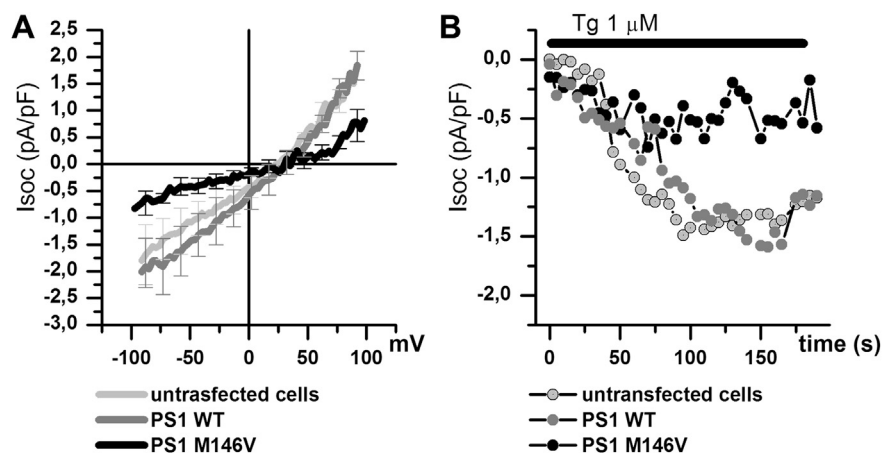 A
Isoc (pA/pF)
2,5
2,0
1,5
1,0
0,5
0,0
-0,5
-1,0
-1,5
-2,0
-2,5
-3,0
-100 -50 0 50 100
mV
untrasfected cells
PS1 WT
PS1 M146V
B
Tg 1 μM
Isoc (pA/pF)
0,0
-0,5
-1,0
-1,5
-2,0
0 50 100 150
time (s)
untransfected cells
PS1 WT
PS1 M146V